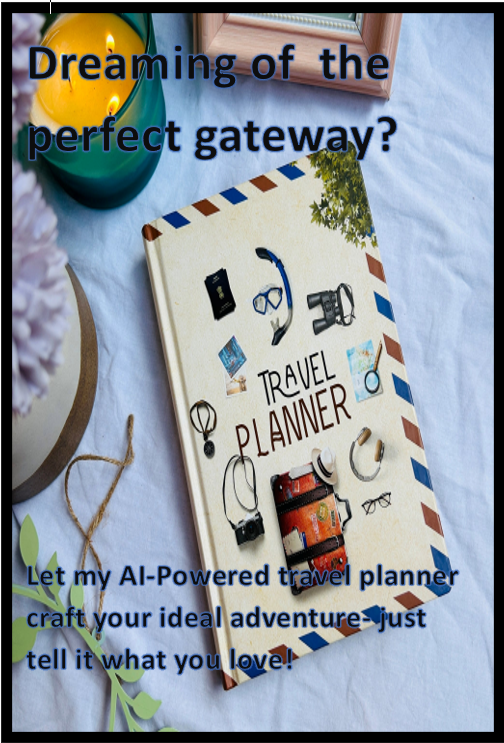 Dreaming of  the
perfect gateway?
TRAVEL
PLANNER
Let my AI-Powered travel planner
craft your ideal adventure- just
tell it what you love!